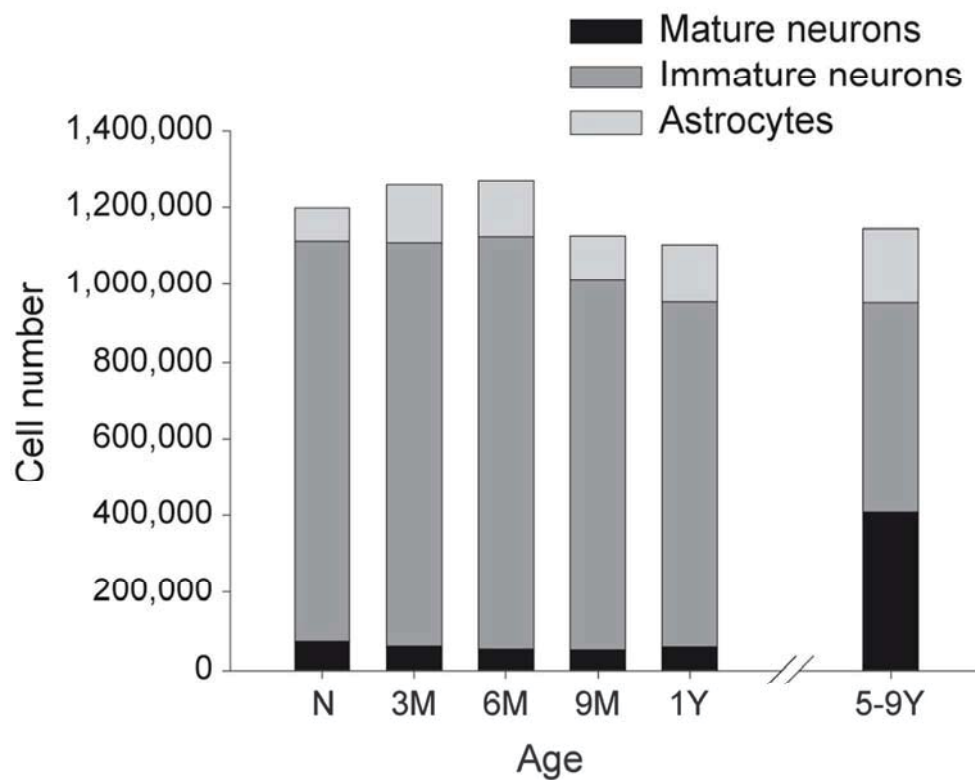 Mature neurons
Immature neurons
Astrocytes
1,400,000
1,200,000
1,000,000
800,000
600,000
400,000
200,000
0
Cell number
N 3M 6M 9M 1Y 5-9Y
Age